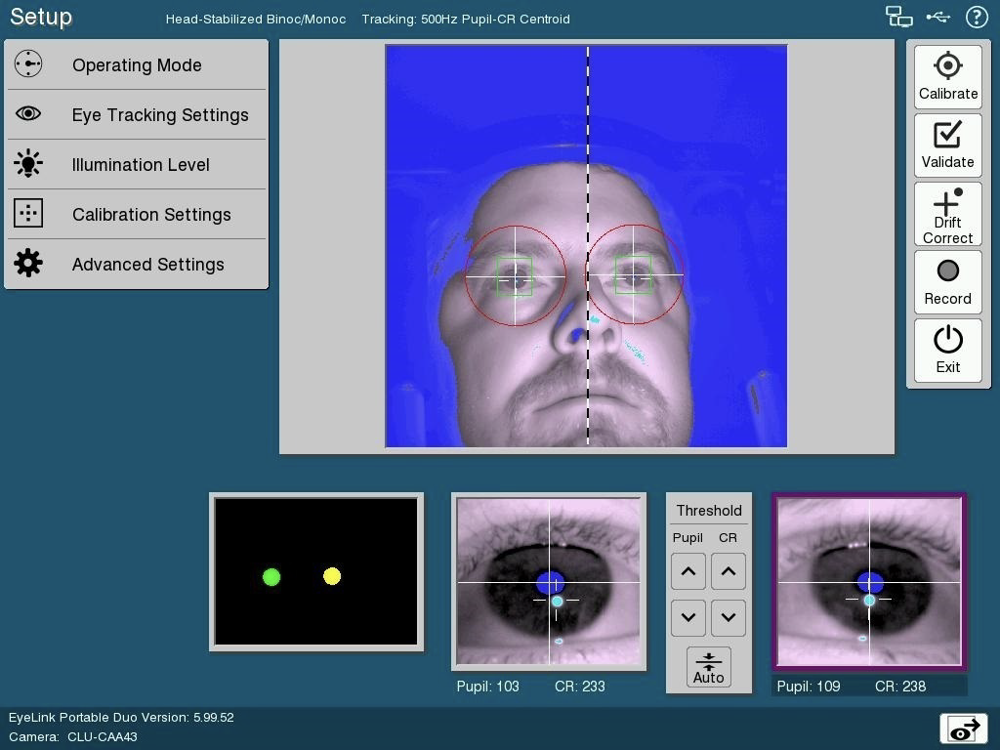 Setup
Head-Stabilized Binoc/Monoc Tracking: 500Hz Pupil-CR Centroid
?
Operating Mode
Eye Tracking Settings
Illumination Level
Calibration Settings
Advanced Settings
Calibrate
Validate
Drift
Correct
Record
Exit
Threshold
Pupil CR
Auto
Pupil: 103 CR: 233
Pupil: 109 CR: 238
EyeLink Portable Duo Version: 5.99.52
Camera: CLU-CAA43